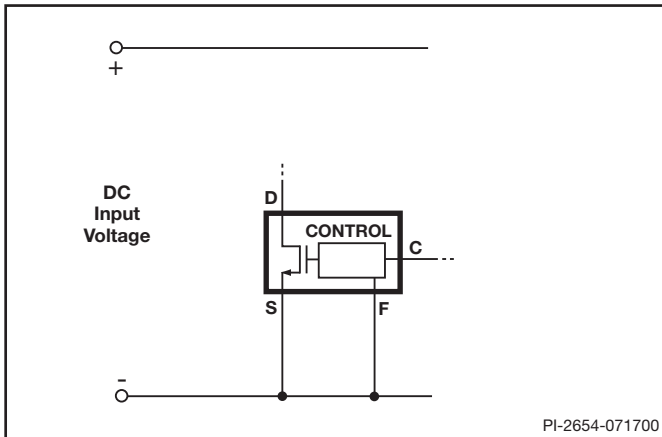 +
DC
Input
Voltage
D
CONTROL
C
S
F
-
PI-2654-071700